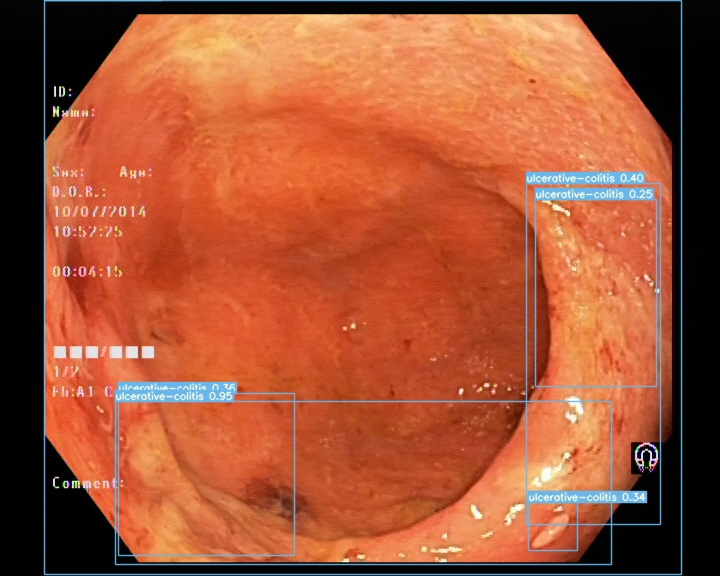 ID:
Name:
Sex: Age:
D.O.B.:
10/07/2014
10:52:25
00:04:15
1/2
Comment:
ulcerative-colitis 0.40
ulcerative-colitis 0.25
ulcerative-colitis 0.36
ulcerative-colitis 0.95
ulcerative-colitis 0.34